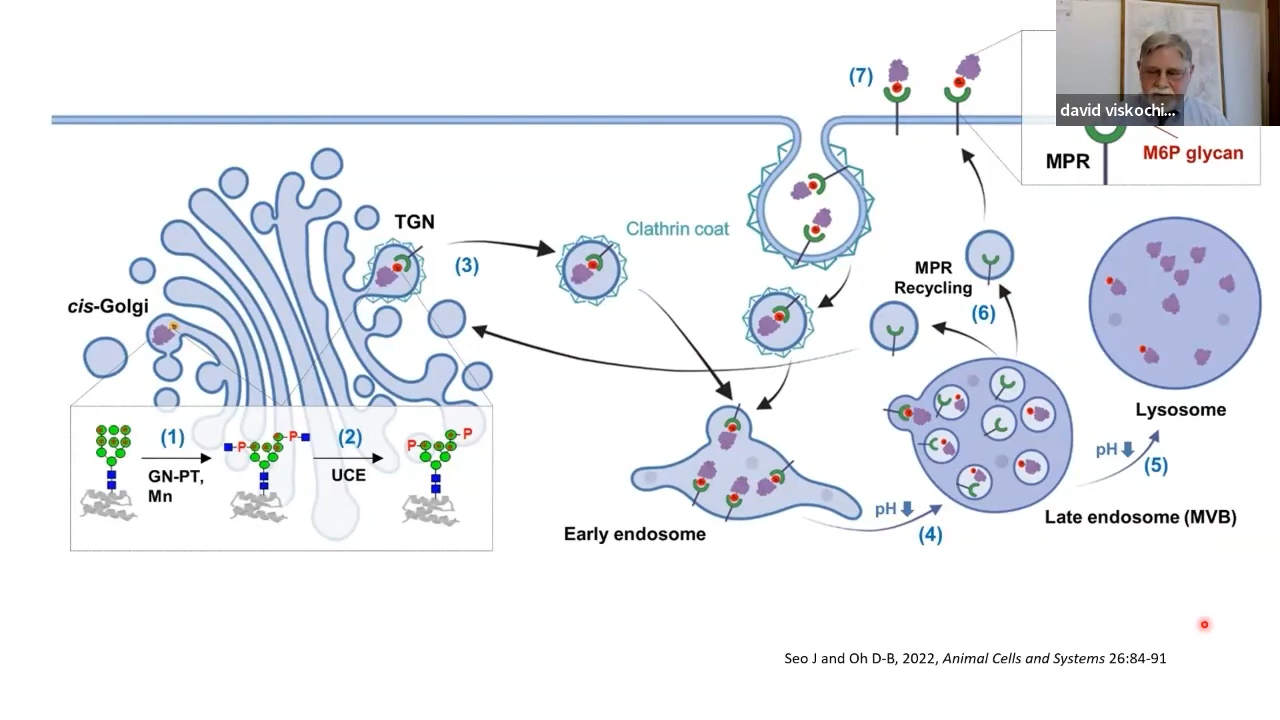 david viskochi...
(7)
MPR
M6P glycan
TGN
Clathrin coat
(3)
cis-Golgi
MPR
Recycling
(6)
(1)
GN-PT,
Mn
P
P
(2)
UCE
P
P
Lysosome
pH
(5)
Late endosome (MVB)
pH
(4)
Early endosome
Seo J and Oh D-B, 2022, Animal Cells and Systems 26:84-91